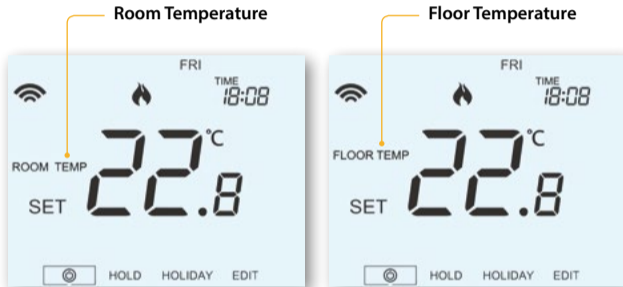 Room Temperature
FRI
TIME
18:08
ROOM TEMP
22.8 °C
SET
HOLD HOLIDAY EDIT
Floor Temperature
FRI
TIME
18:08
FLOOR TEMP
22.8 °C
SET
HOLD HOLIDAY EDIT